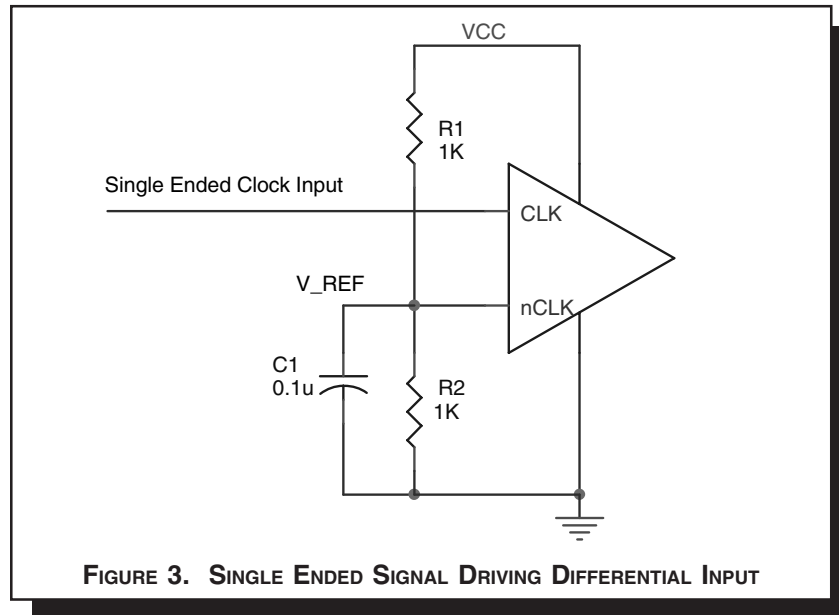 VCC
R1
1K
Single Ended Clock Input
CLK
V_REF
nCLK
C1
0.1u
R2
1K
FIGURE 3. SINGLE ENDED SIGNAL DRIVING DIFFERENTIAL INPUT